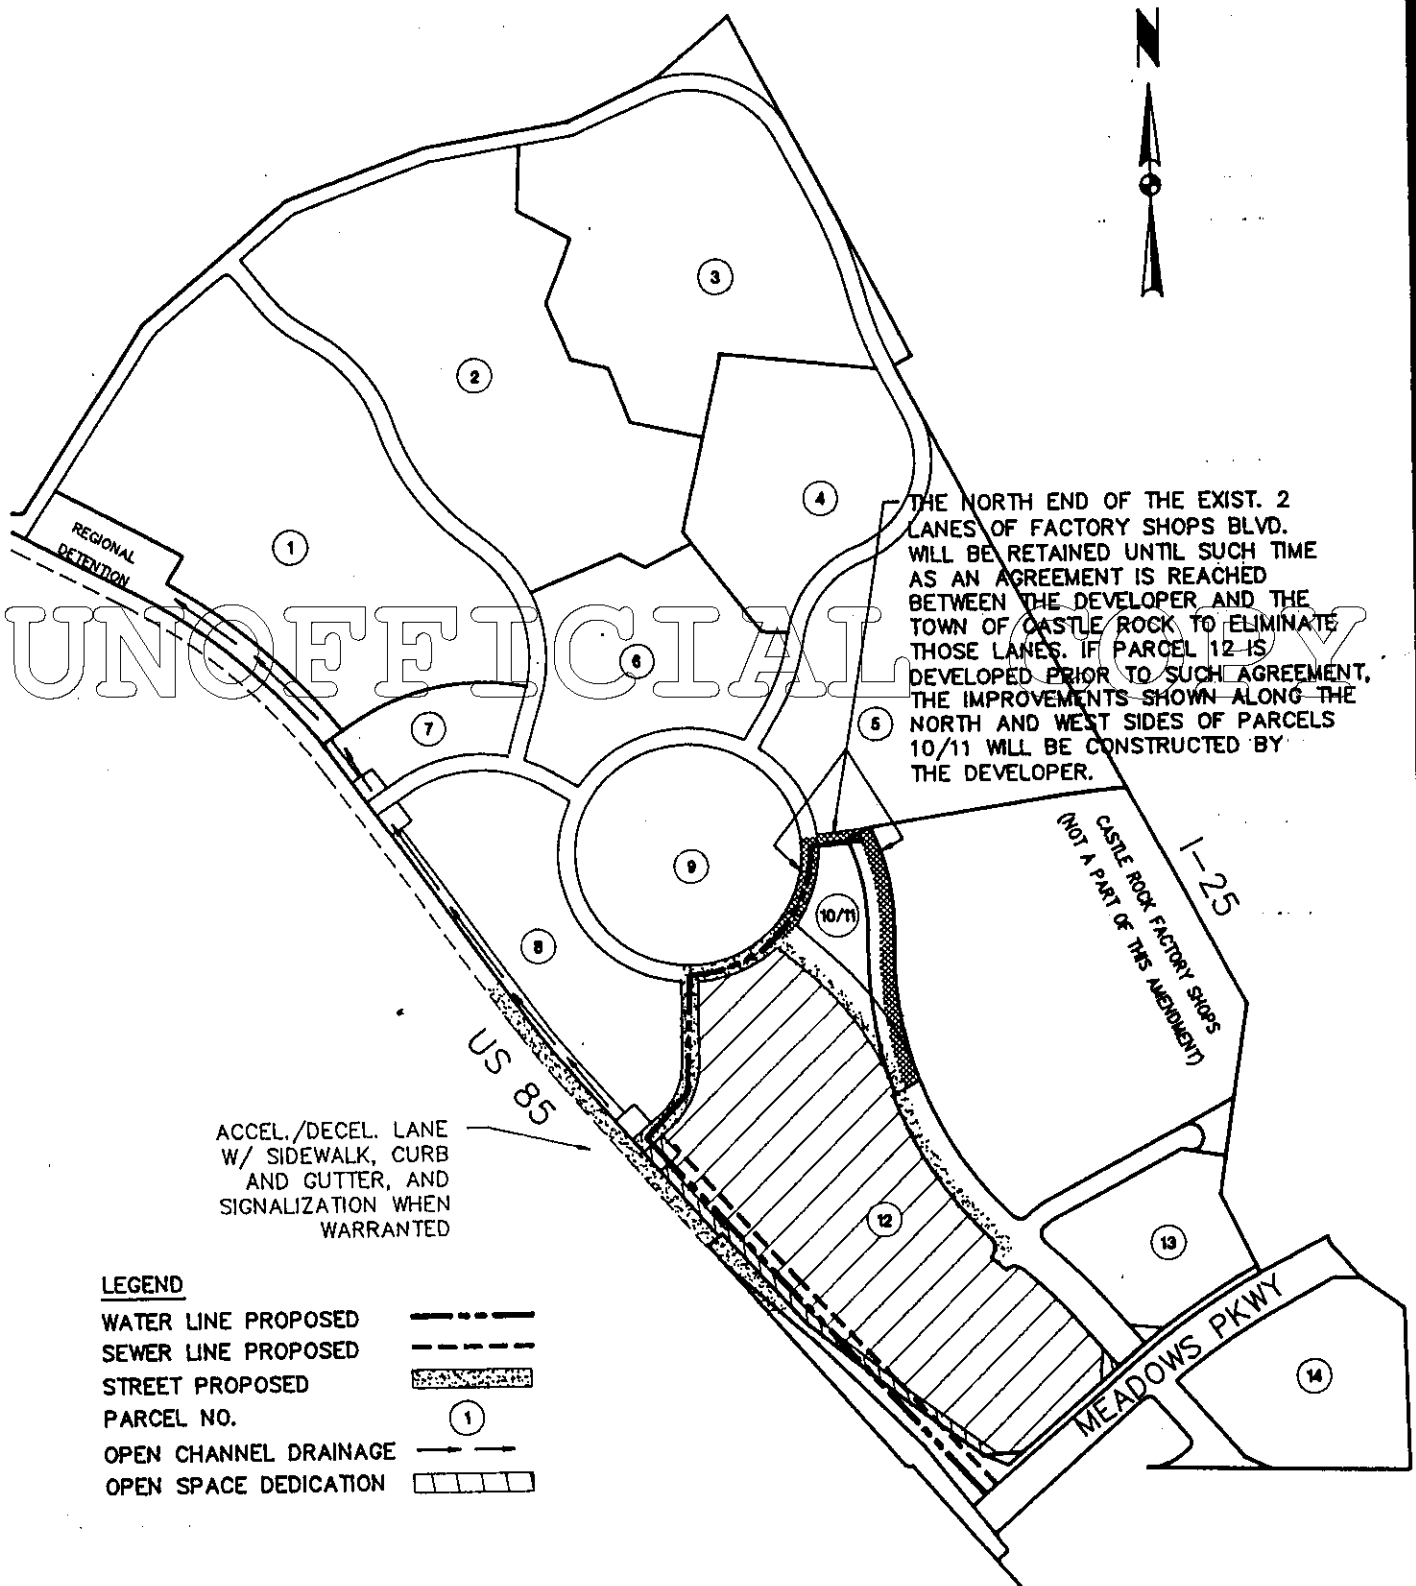 N
3
2
4
THE NORTH END OF THE EXIST. 2
LANES OF FACTORY SHOPS BLVD.
WILL BE RETAINED UNTIL SUCH TIME
AS AN AGREEMENT IS REACHED
BETWEEN THE DEVELOPER AND THE
TOWN OF CASTLE ROCK TO ELIMINATE
THOSE LANES. IF PARCEL 12 IS
DEVELOPED PRIOR TO SUCH AGREEMENT,
THE IMPROVEMENTS SHOWN ALONG THE
NORTH AND WEST SIDES OF PARCELS
10/11 WILL BE CONSTRUCTED BY
THE DEVELOPER.
REGIONAL
DETENTION
1
UNOFFICIAL COPY
6
7
5
9
10/11
8
CASTLE ROCK FACTORY SHOPS
(NOT A PART OF THIS AMENDMENT)
I-25
US 85
ACCEL./DECEL. LANE
W/ SIDEWALK, CURB
AND GUTTER, AND
SIGNALIZATION WHEN
WARRANTED
12
13
MEADOWS PKWY
14
LEGEND
WATER LINE PROPOSED
SEWER LINE PROPOSED
STREET PROPOSED
PARCEL NO. 1
OPEN CHANNEL DRAINAGE
OPEN SPACE DEDICATION